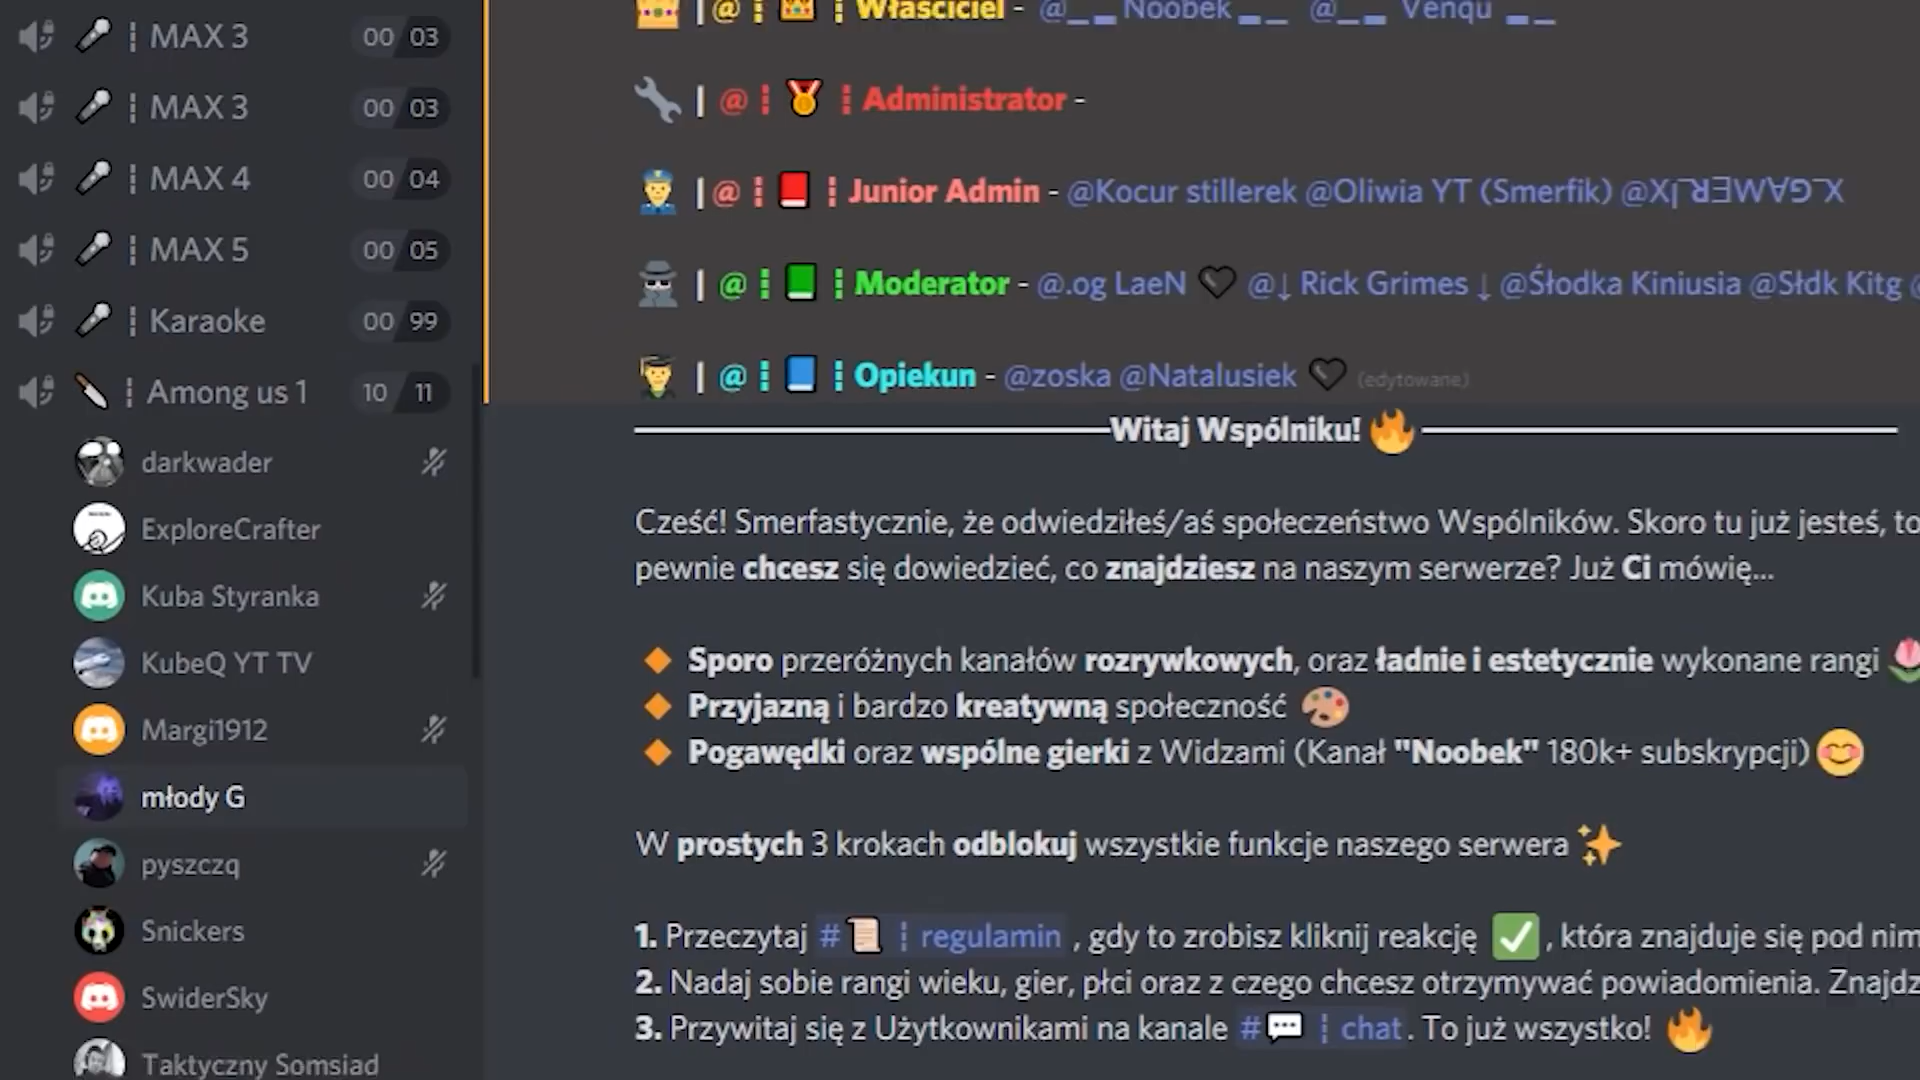 MAX 3 00 03
MAX 3 00 03
MAX 4 00 04
MAX 5 00 05
Karaoke 00 99
Among us 1 10 11
darkwader
ExploreCrafter
Kuba Styranka
KubeQ YT TV
Margi1912
młody G
pyszczq
Snickers
SwiderSky
Taktyczny Somsiad
| @ ┋ 👑 ┋ Właściciel - @_ ▂ Noobek ▂ _ @_ ▂ Venqu ▂ _
🔧 | @ ┋ 🏅 ┋ Administrator -
👮 | @ ┋ 📕 ┋ Junior Admin - @Kocur stillerek @Oliwia YT (Smerfik)
🕵 | @ ┋ 📗 ┋ Moderator - @.og LaeN 🖤 @↓ Rick Grimes ↓ @Śłodka Kiniusia @Słdk Kitg
👨‍🎓 | @ ┋ 📘 ┋ Opiekun - @zoska @Natalusiek 🖤 (edytowane)
Witaj Wspólniku! 🔥
Cześć! Smerfastycznie, że odwiedziłeś/aś społeczeństwo Wspólników. Skoro tu już jesteś, to
pewnie chcesz się dowiedzieć, co znajdziesz na naszym serwerze? Już Ci mówię...
🔸 Sporo przeróżnych kanałów rozrywkowych, oraz ładnie i estetycznie wykonane rangi 🌷
🔸 Przyjazną i bardzo kreatywną społeczność 🎨
🔸 Pogawędki oraz wspólne gierki z Widzami (Kanał "Noobek" 180k+ subskrypcji) 😊
W prostych 3 krokach odblokuj wszystkie funkcje naszego serwera ✨
1. Przeczytaj #📜┋regulamin , gdy to zrobisz kliknij reakcję ✅ , która znajduje się pod nim
2. Nadaj sobie rangi wieku, gier, płci oraz z czego chcesz otrzymywać powiadomienia.
3. Przywitaj się z Użytkownikami na kanale #💬┋chat . To już wszystko! 🔥